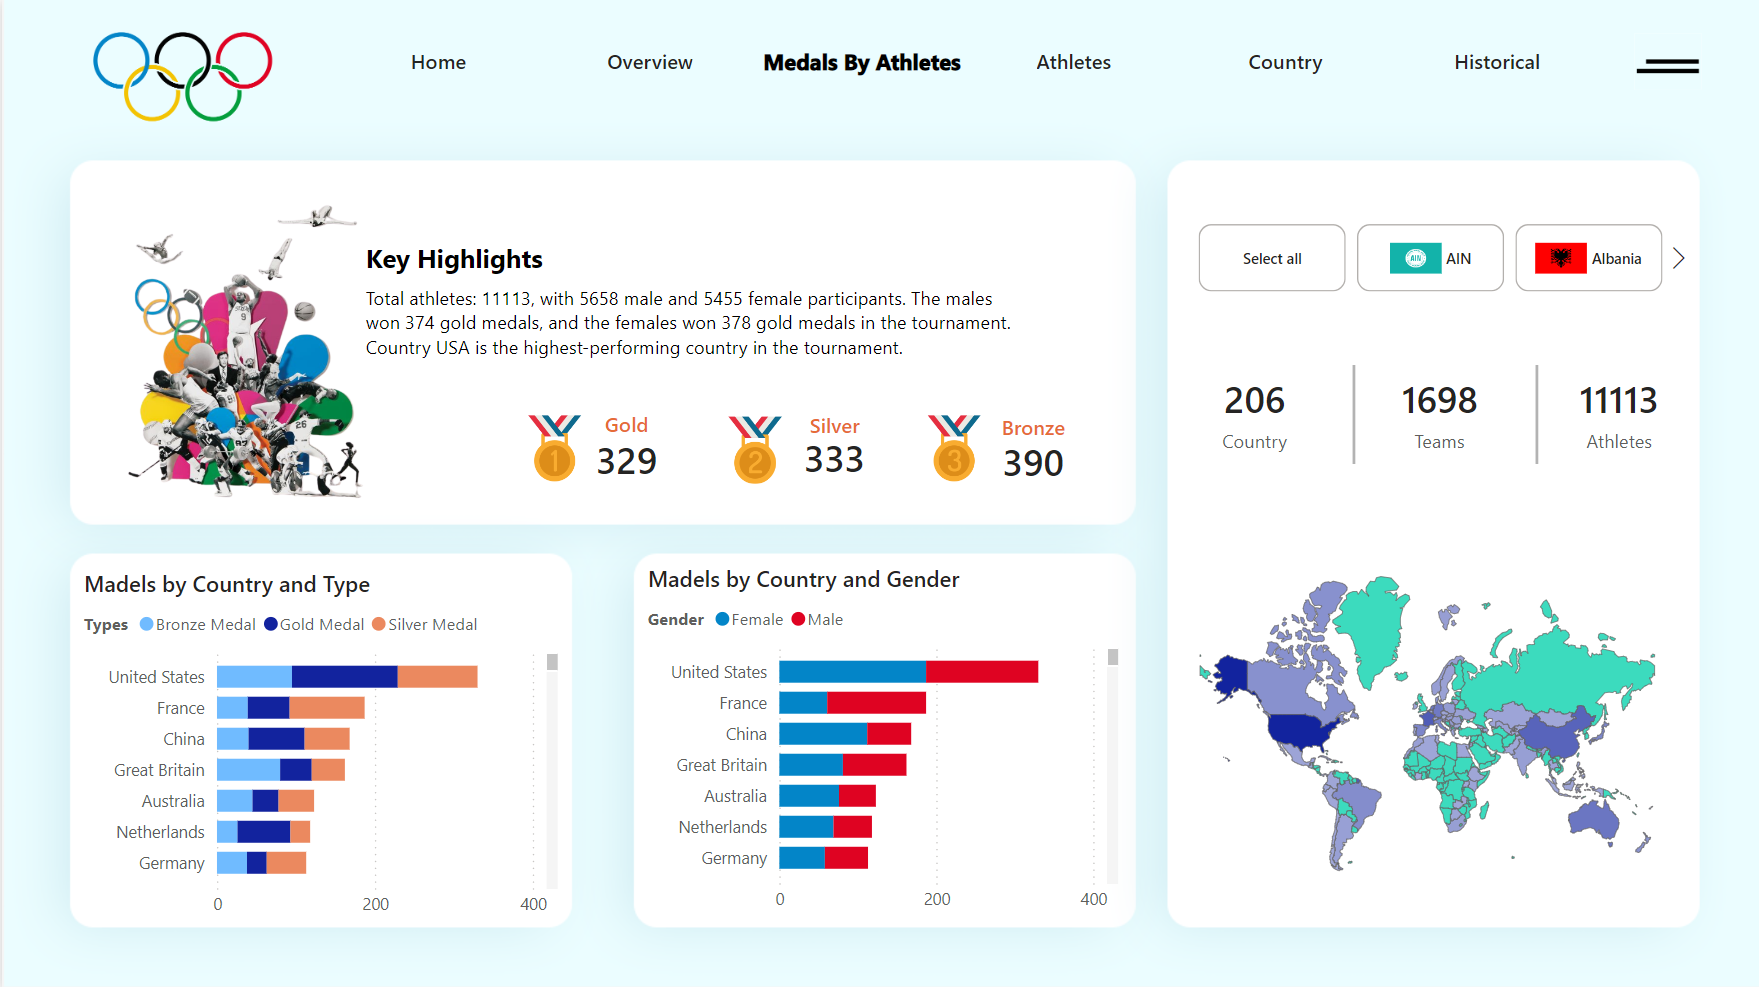 Home
Overview
Medals By Athletes
Athletes
Country
Historical
Key Highlights
Total athletes: 11113, with 5658 male and 5455 female participants. The males
won 374 gold medals, and the females won 378 gold medals in the tournament.
Country USA is the highest-performing country in the tournament.
1
Gold
329
2
Silver
333
3
Bronze
390
Select all
AIN
AIN
Albania
206
Country
1698
Teams
11113
Athletes
Madels by Country and Type
Types Bronze Medal Gold Medal Silver Medal
United States
France
China
Great Britain
Australia
Netherlands
Germany
0 200 400
Madels by Country and Gender
Gender Female Male
United States
France
China
Great Britain
Australia
Netherlands
Germany
0 200 400